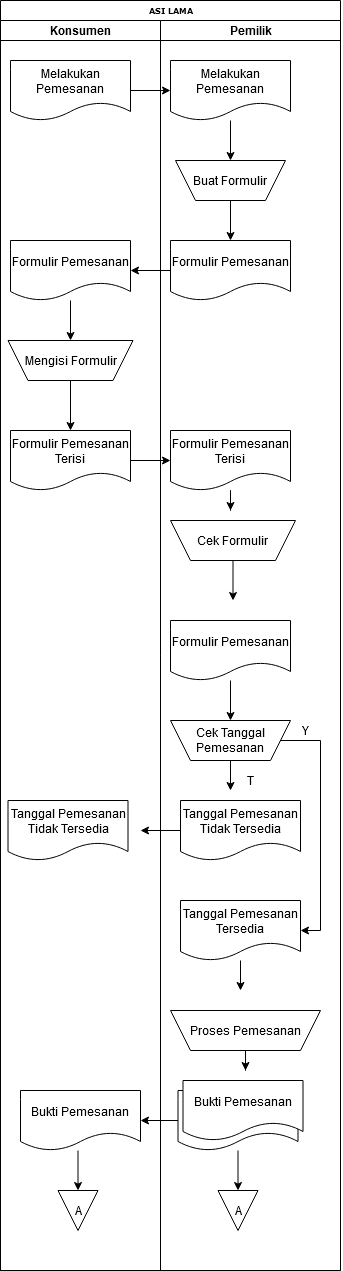 ASI LAMA
Konsumen
Pemilik
Melakukan
Pemesanan
Melakukan
Pemesanan
Buat Formulir
Formulir Pemesanan
Formulir Pemesanan
Mengisi Formulir
Formulir Pemesanan
Terisi
Formulir Pemesanan
Terisi
Cek Formulir
Formulir Pemesanan
Cek Tanggal
Pemesanan
Y
T
Tanggal Pemesanan
Tidak Tersedia
Tanggal Pemesanan
Tidak Tersedia
Tanggal Pemesanan
Tersedia
Proses Pemesanan
Bukti Pemesanan
Bukti Pemesanan
A
A